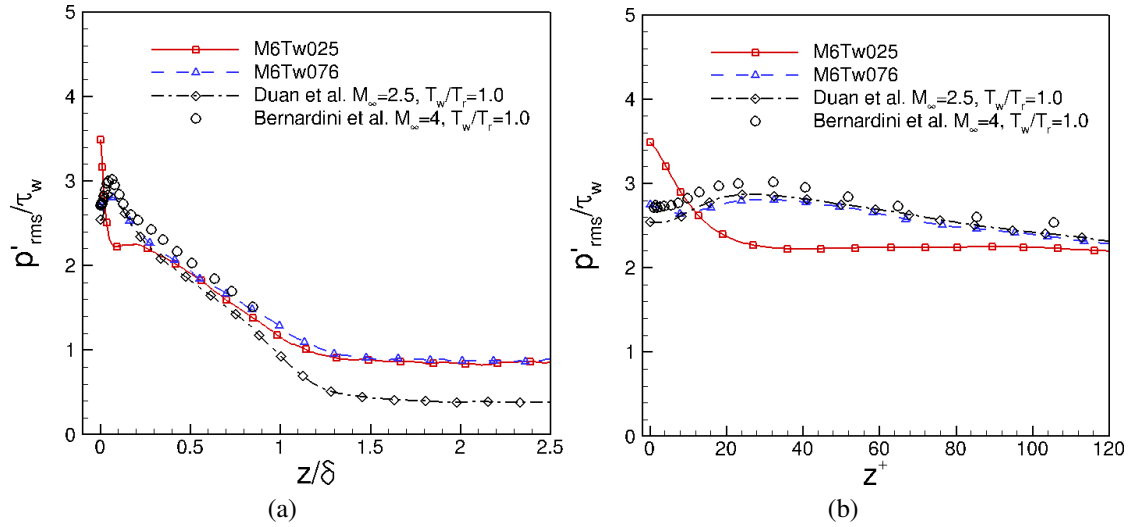 5
4
3
2
1
0
p'rms/τw
M6Tw025
M6Tw076
Duan et al. M∞=2.5, Tw/Tr=1.0
Bernardini et al. M∞=4, Tw/Tr=1.0
0 0.5 1 1.5 2 2.5
z/δ
(a)
5
4
3
2
1
0
p'rms/τw
M6Tw025
M6Tw076
Duan et al. M∞=2.5, Tw/Tr=1.0
Bernardini et al. M∞=4, Tw/Tr=1.0
0 20 40 60 80 100 120
z+
(b)